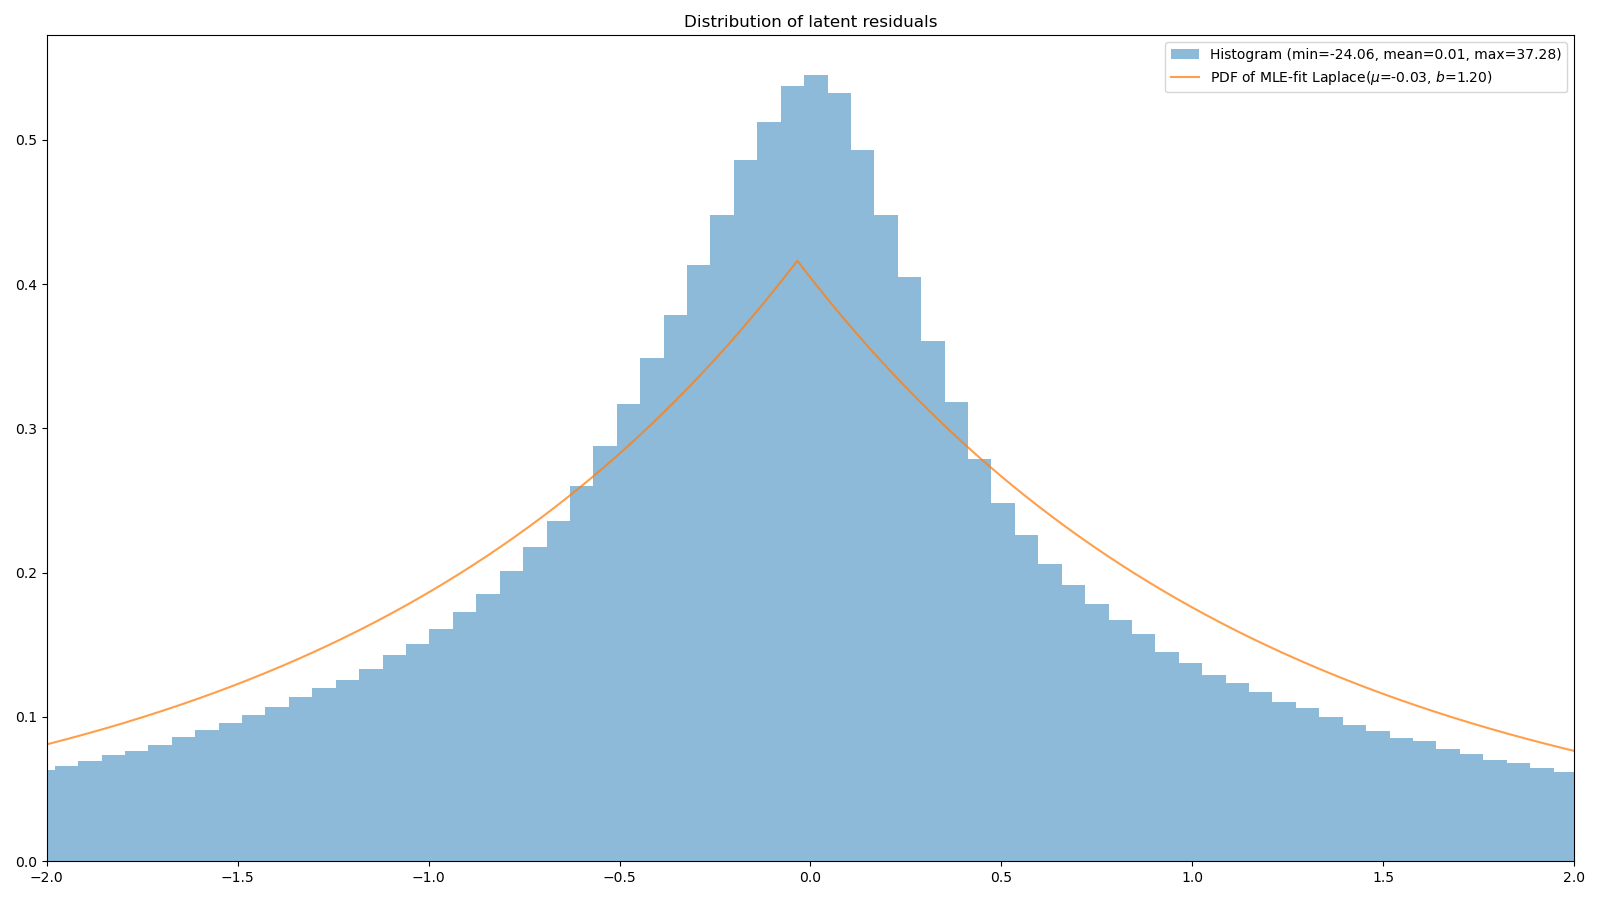 Distribution of latent residuals
Histogram (min=-24.06, mean=0.01, max=37.28)
PDF of MLE-fit Laplace(μ=-0.03, b=1.20)
0.5
0.4
0.3
0.2
0.1
0.0
−2.0 −1.5 −1.0 −0.5 0.0 0.5 1.0 1.5 2.0